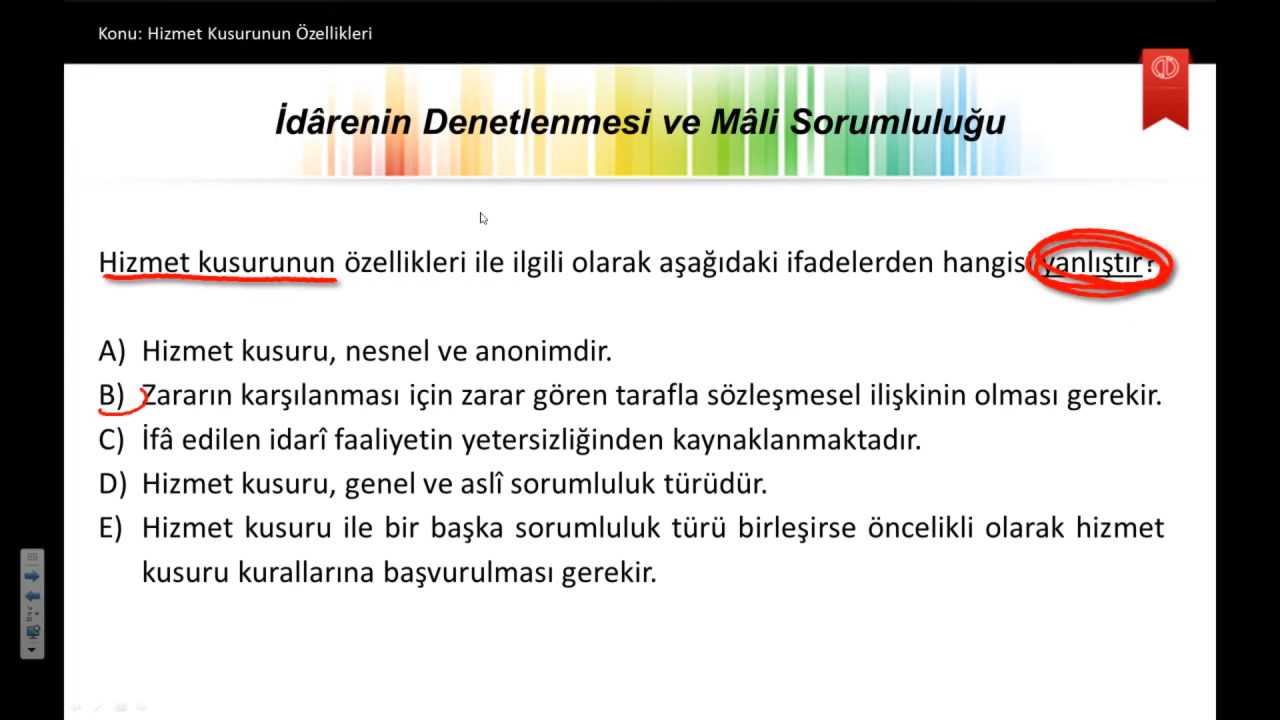 Konu: Hizmet Kusurunun Özellikleri
İdârenin Denetlenmesi ve Mâli Sorumluluğu
Hizmet kusurunun özellikleri ile ilgili olarak aşağıdaki ifadelerden hangisi yanlıştır?
A) Hizmet kusuru, nesnel ve anonimdir.
B) Zararın karşılanması için zarar gören tarafla sözleşmesel ilişkinin olması gerekir.
C) İfâ edilen idarî faaliyetin yetersizliğinden kaynaklanmaktadır.
D) Hizmet kusuru, genel ve aslî sorumluluk türüdür.
E) Hizmet kusuru ile bir başka sorumluluk türü birleşirse öncelikli olarak hizmet
kusuru kurallarına başvurulması gerekir.